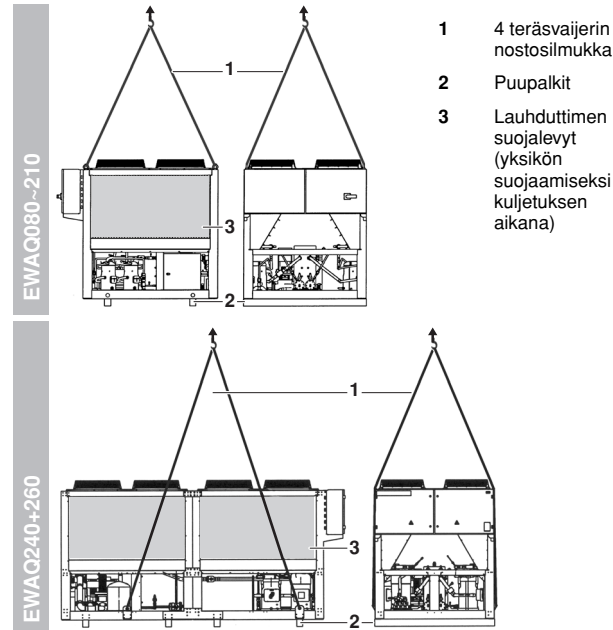 EWAQ080~210
1
3
2
1 4 teräsvaijerin
nostosilmukka
2 Puupalkit
3 Lauhduttimen
suojalevyt
(yksikön
suojaamiseksi
kuljetuksen
aikana)
EWAQ240+260
1
3
2